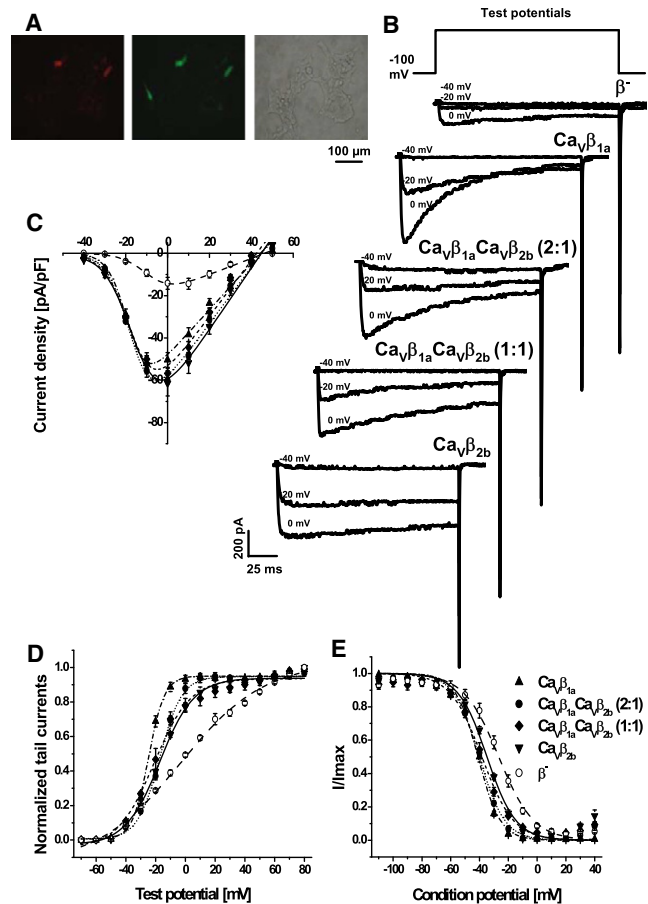 A
100 µm
B
Test potentials
-100
mV
-40 mV
-20 mV
0 mV
β-
CaVβ1a
-40 mV
-20 mV
0 mV
CaVβ1aCaVβ2b (2:1)
-40 mV
20 mV
0 mV
CaVβ1aCaVβ2b (1:1)
-40 mV
-20 mV
0 mV
CaVβ2b
-40 mV
20 mV
0 mV
200 pA
25 ms
C
-40 -20 0 20 40 60
0
-20
-40
-60
-80
Current density [pA/pF]
D
1.0
0.8
0.6
0.4
0.2
0.0
Normalized tail currents
-60 -40 -20 0 20 40 60 80
Test potential [mV]
E
1.0
0.8
0.6
0.4
0.2
0.0
I/Imax
-100 -80 -60 -40 -20 0 20 40
Condition potential [mV]
CaVβ1a
CaVβ1aCaVβ2b (2:1)
CaVβ1aCaVβ2b (1:1)
CaVβ2b
β-